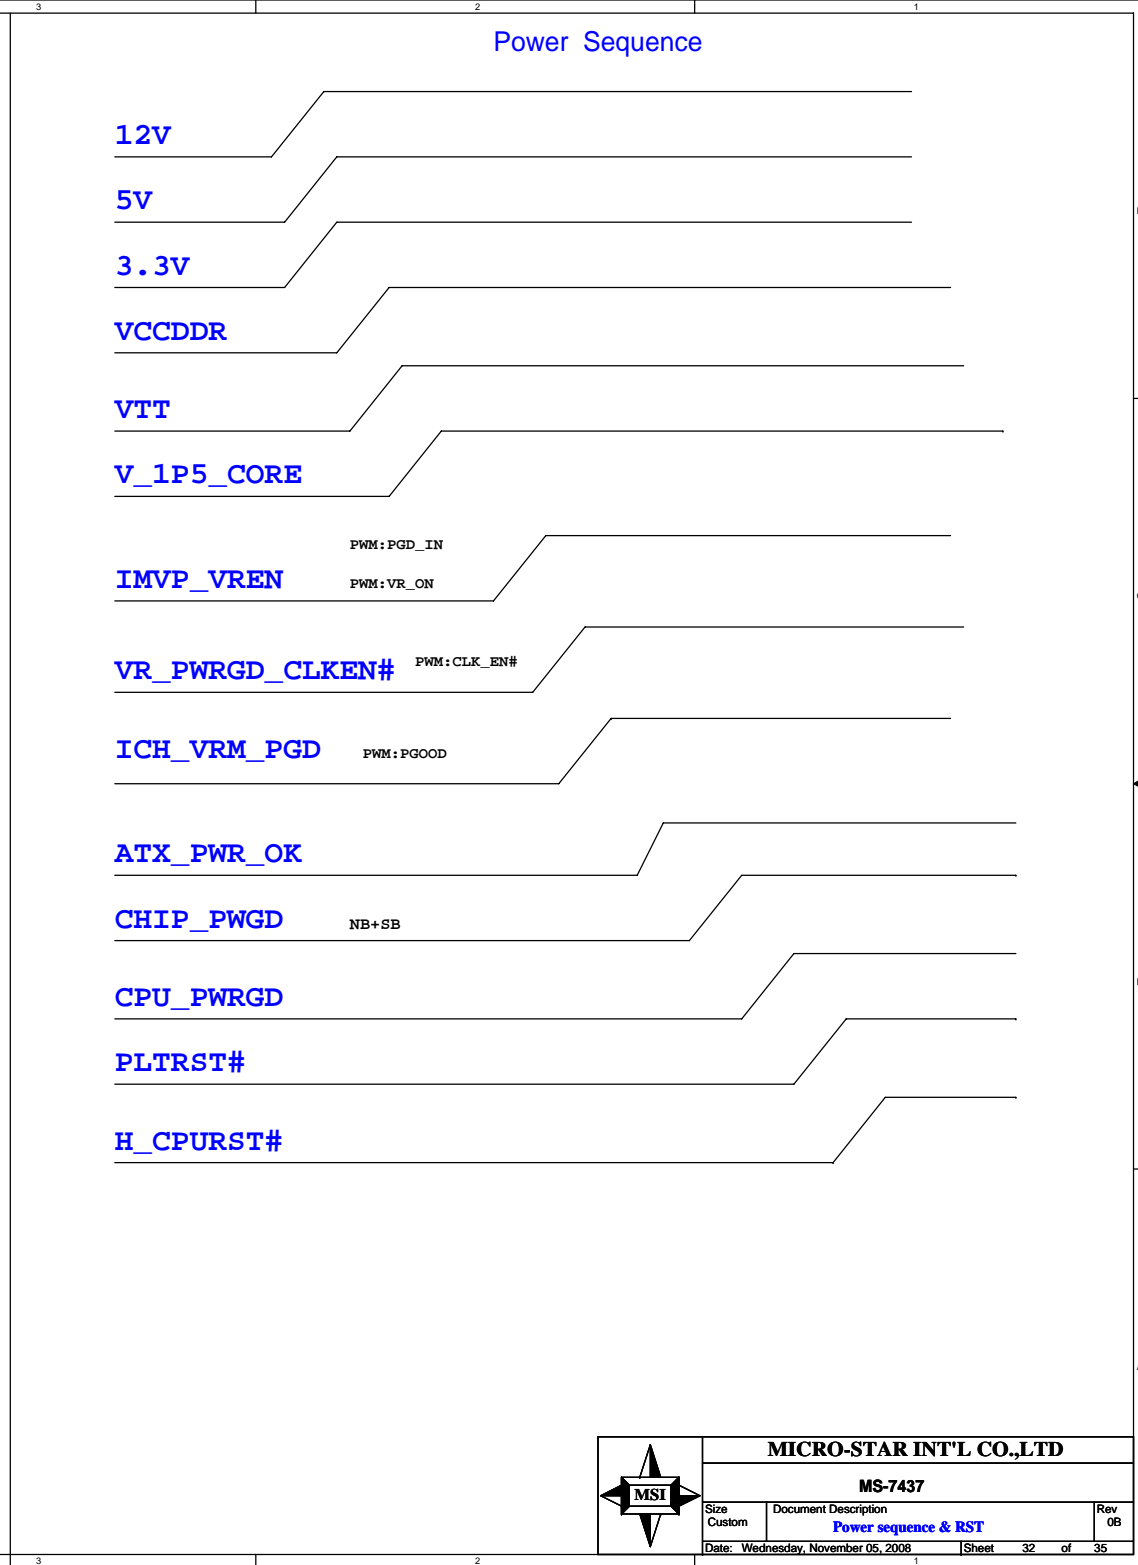 3 2 1
Power Sequence
12V
5V
3.3V
VCCDDR
VTT
V_1P5_CORE
PWM:PGD_IN
IMVP_VREN PWM:VR_ON
VR_PWRGD_CLKEN# PWM:CLK_EN#
ICH_VRM_PGD PWM:PGOOD
ATX_PWR_OK
CHIP_PWGD NB+SB
CPU_PWRGD
PLTRST#
H_CPURST#
MSI
MICRO-STAR INT'L CO.,LTD
MS-7437
Size Document Description Rev
Custom Power sequence & RST 0B
Date: Wednesday, November 05, 2008 Sheet 32 of 35
3 2 1